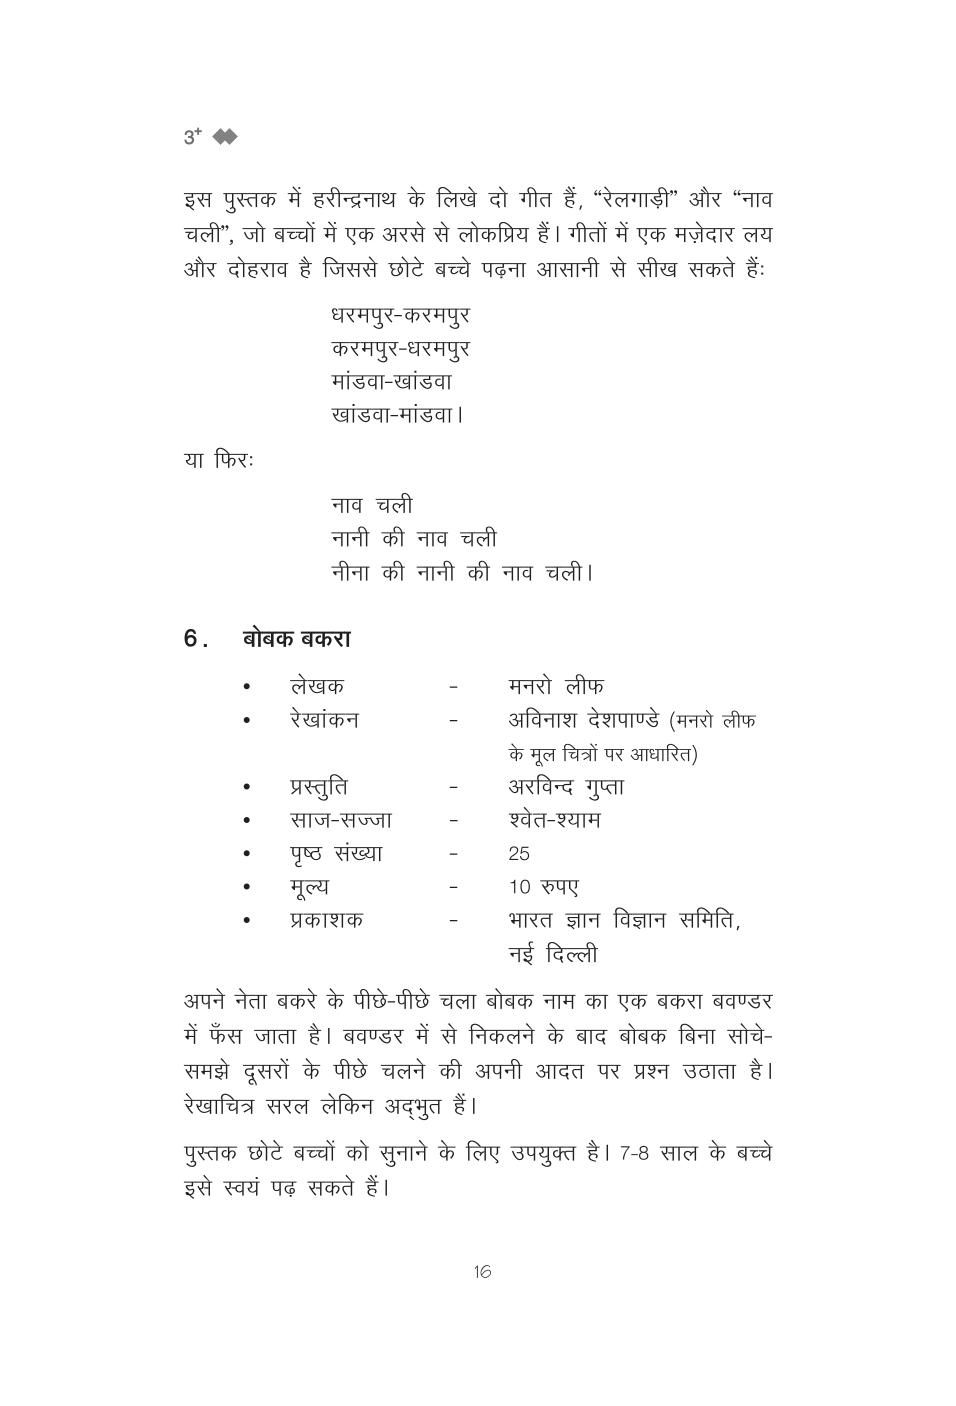 3+
इस पुस्तक में हरीन्द्रनाथ के लिखे दो गीत हैं, “रेलगाड़ी” और “नाव
चली”, जो बच्चों में एक अरसे से लोकप्रिय हैं। गीतों में एक मज़ेदार लय
और दोहराव है जिससे छोटे बच्चे पढ़ना आसानी से सीख सकते हैंः
धरमपुर-करमपुर
करमपुर-धरमपुर
मांडवा-खांडवा
खांडवा-मांडवा।
या फिरः
नाव चली
नानी की नाव चली
नीना की नानी की नाव चली।
6. बोबक बकरा
• लेखक - मनरो लीफ
• रेखांकन - अविनाश देशपाण्डे (मनरो लीफ
के मूल चित्रों पर आधारित)
• प्रस्तुति - अरविन्द गुप्ता
• साज-सज्जा - श्वेत-श्याम
• पृष्ठ संख्या - 25
• मूल्य - 10 रुपए
• प्रकाशक - भारत ज्ञान विज्ञान समिति,
नई दिल्ली
अपने नेता बकरे के पीछे-पीछे चला बोबक नाम का एक बकरा बवण्डर
में फँस जाता है। बवण्डर में से निकलने के बाद बोबक बिना सोचे-
समझे दूसरों के पीछे चलने की अपनी आदत पर प्रश्न उठाता है।
रेखाचित्र सरल लेकिन अद्‌भुत हैं।
पुस्तक छोटे बच्चों को सुनाने के लिए उपयुक्त है। 7-8 साल के बच्चे
इसे स्वयं पढ़ सकते हैं।
16